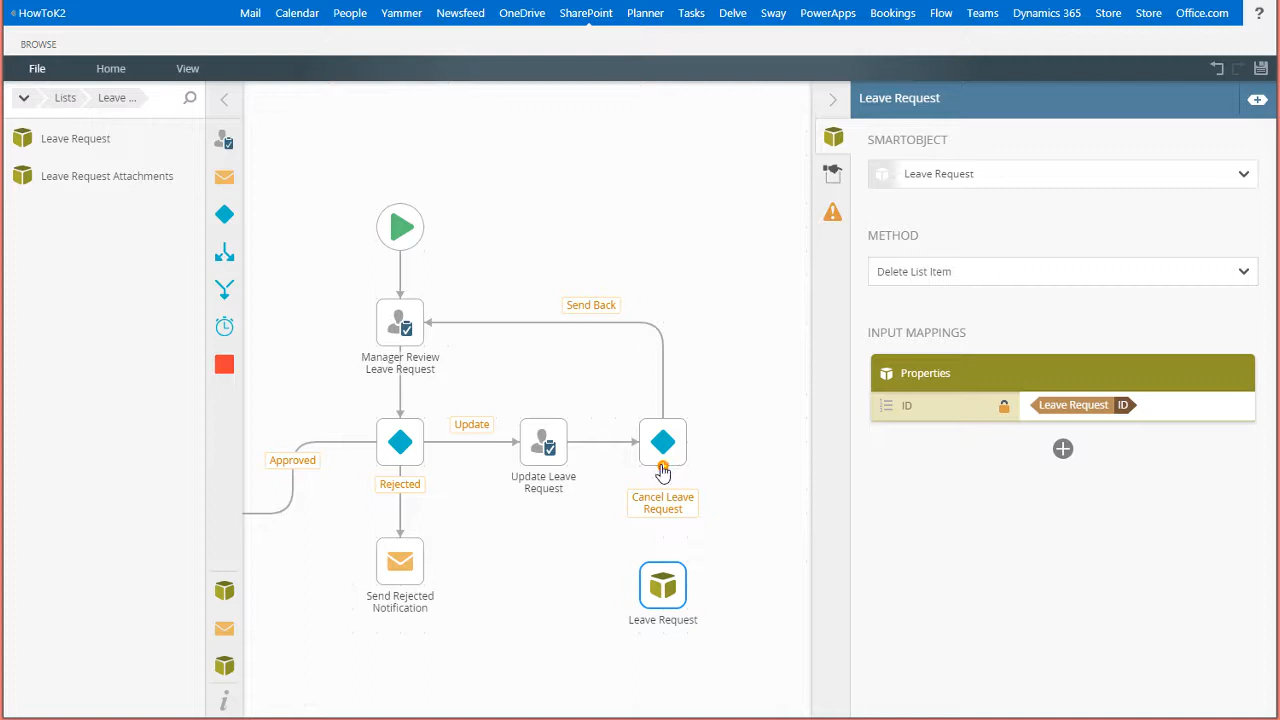 HowToK2
Mail Calendar People Yammer Newsfeed OneDrive SharePoint Planner Tasks Delve Sway PowerApps Bookings Flow Teams Dynamics 365 Store Store Office.com ?
BROWSE
File Home View
Lists Leave ...
Leave Request
Leave Request Attachments
Send Back
Manager Review
Leave Request
Update
Approved
Rejected
Update Leave
Request
Cancel Leave
Request
Send Rejected
Notification
Leave Request
Leave Request
SMARTOBJECT
Leave Request
METHOD
Delete List Item
INPUT MAPPINGS
Properties
ID Leave Request ID